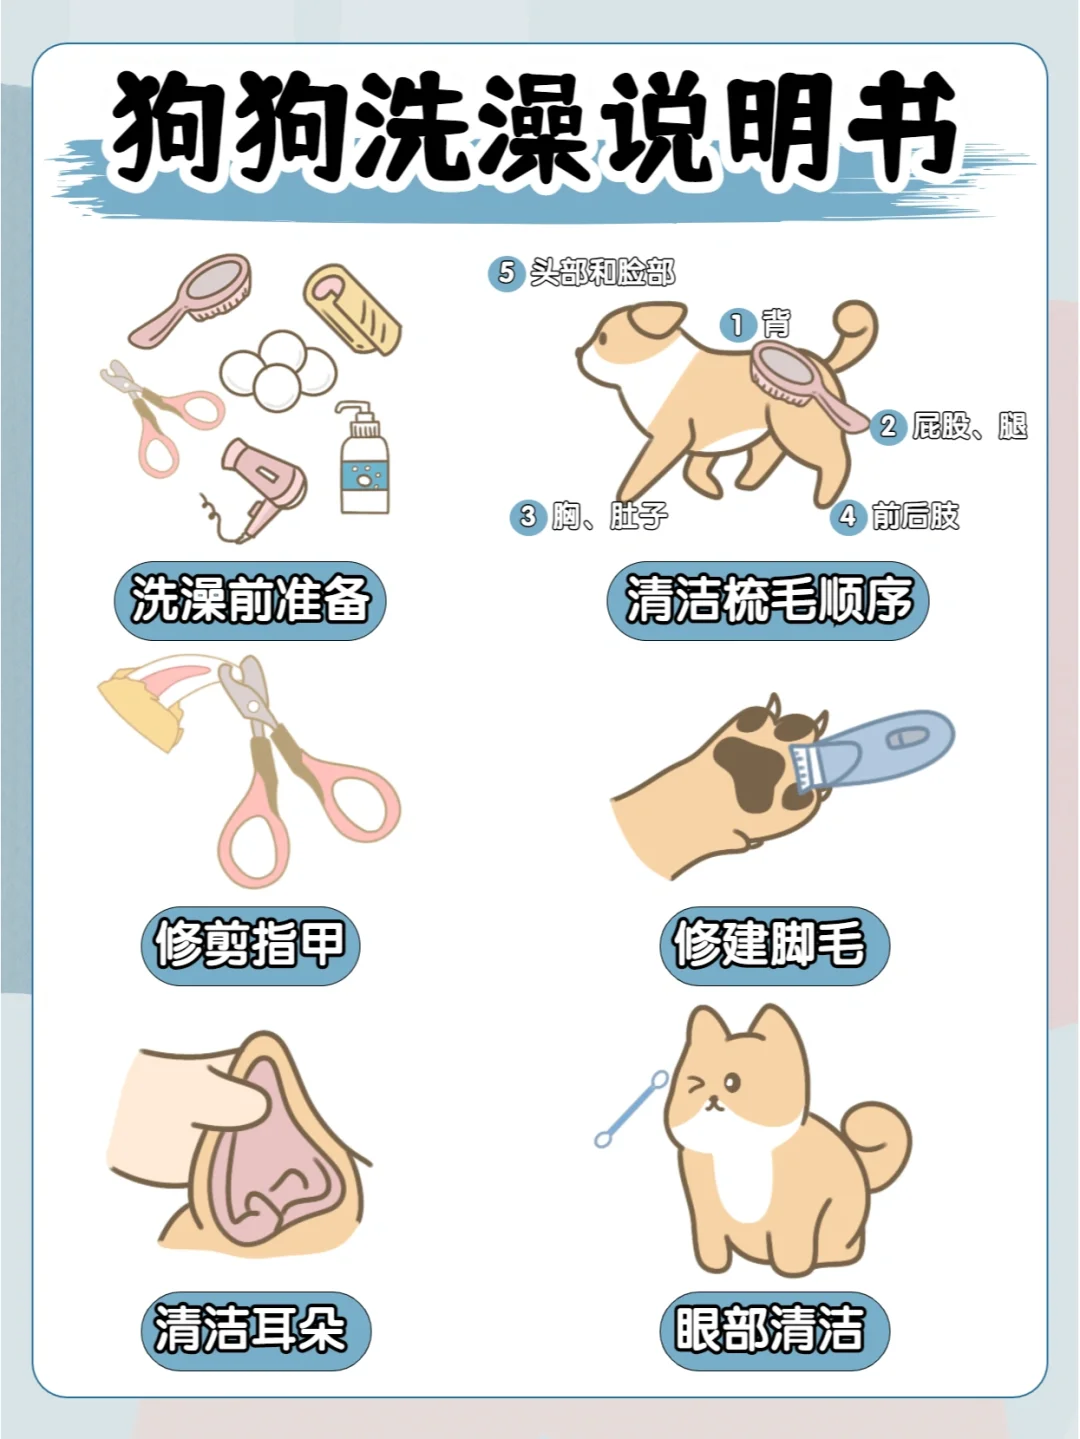 狗狗洗澡说明书
5 头部和脸部
1 背
2 屁股、腿
3 胸、肚子
4 前后肢
洗澡前准备
清洁梳毛顺序
修剪指甲
修建脚毛
清洁耳朵
眼部清洁